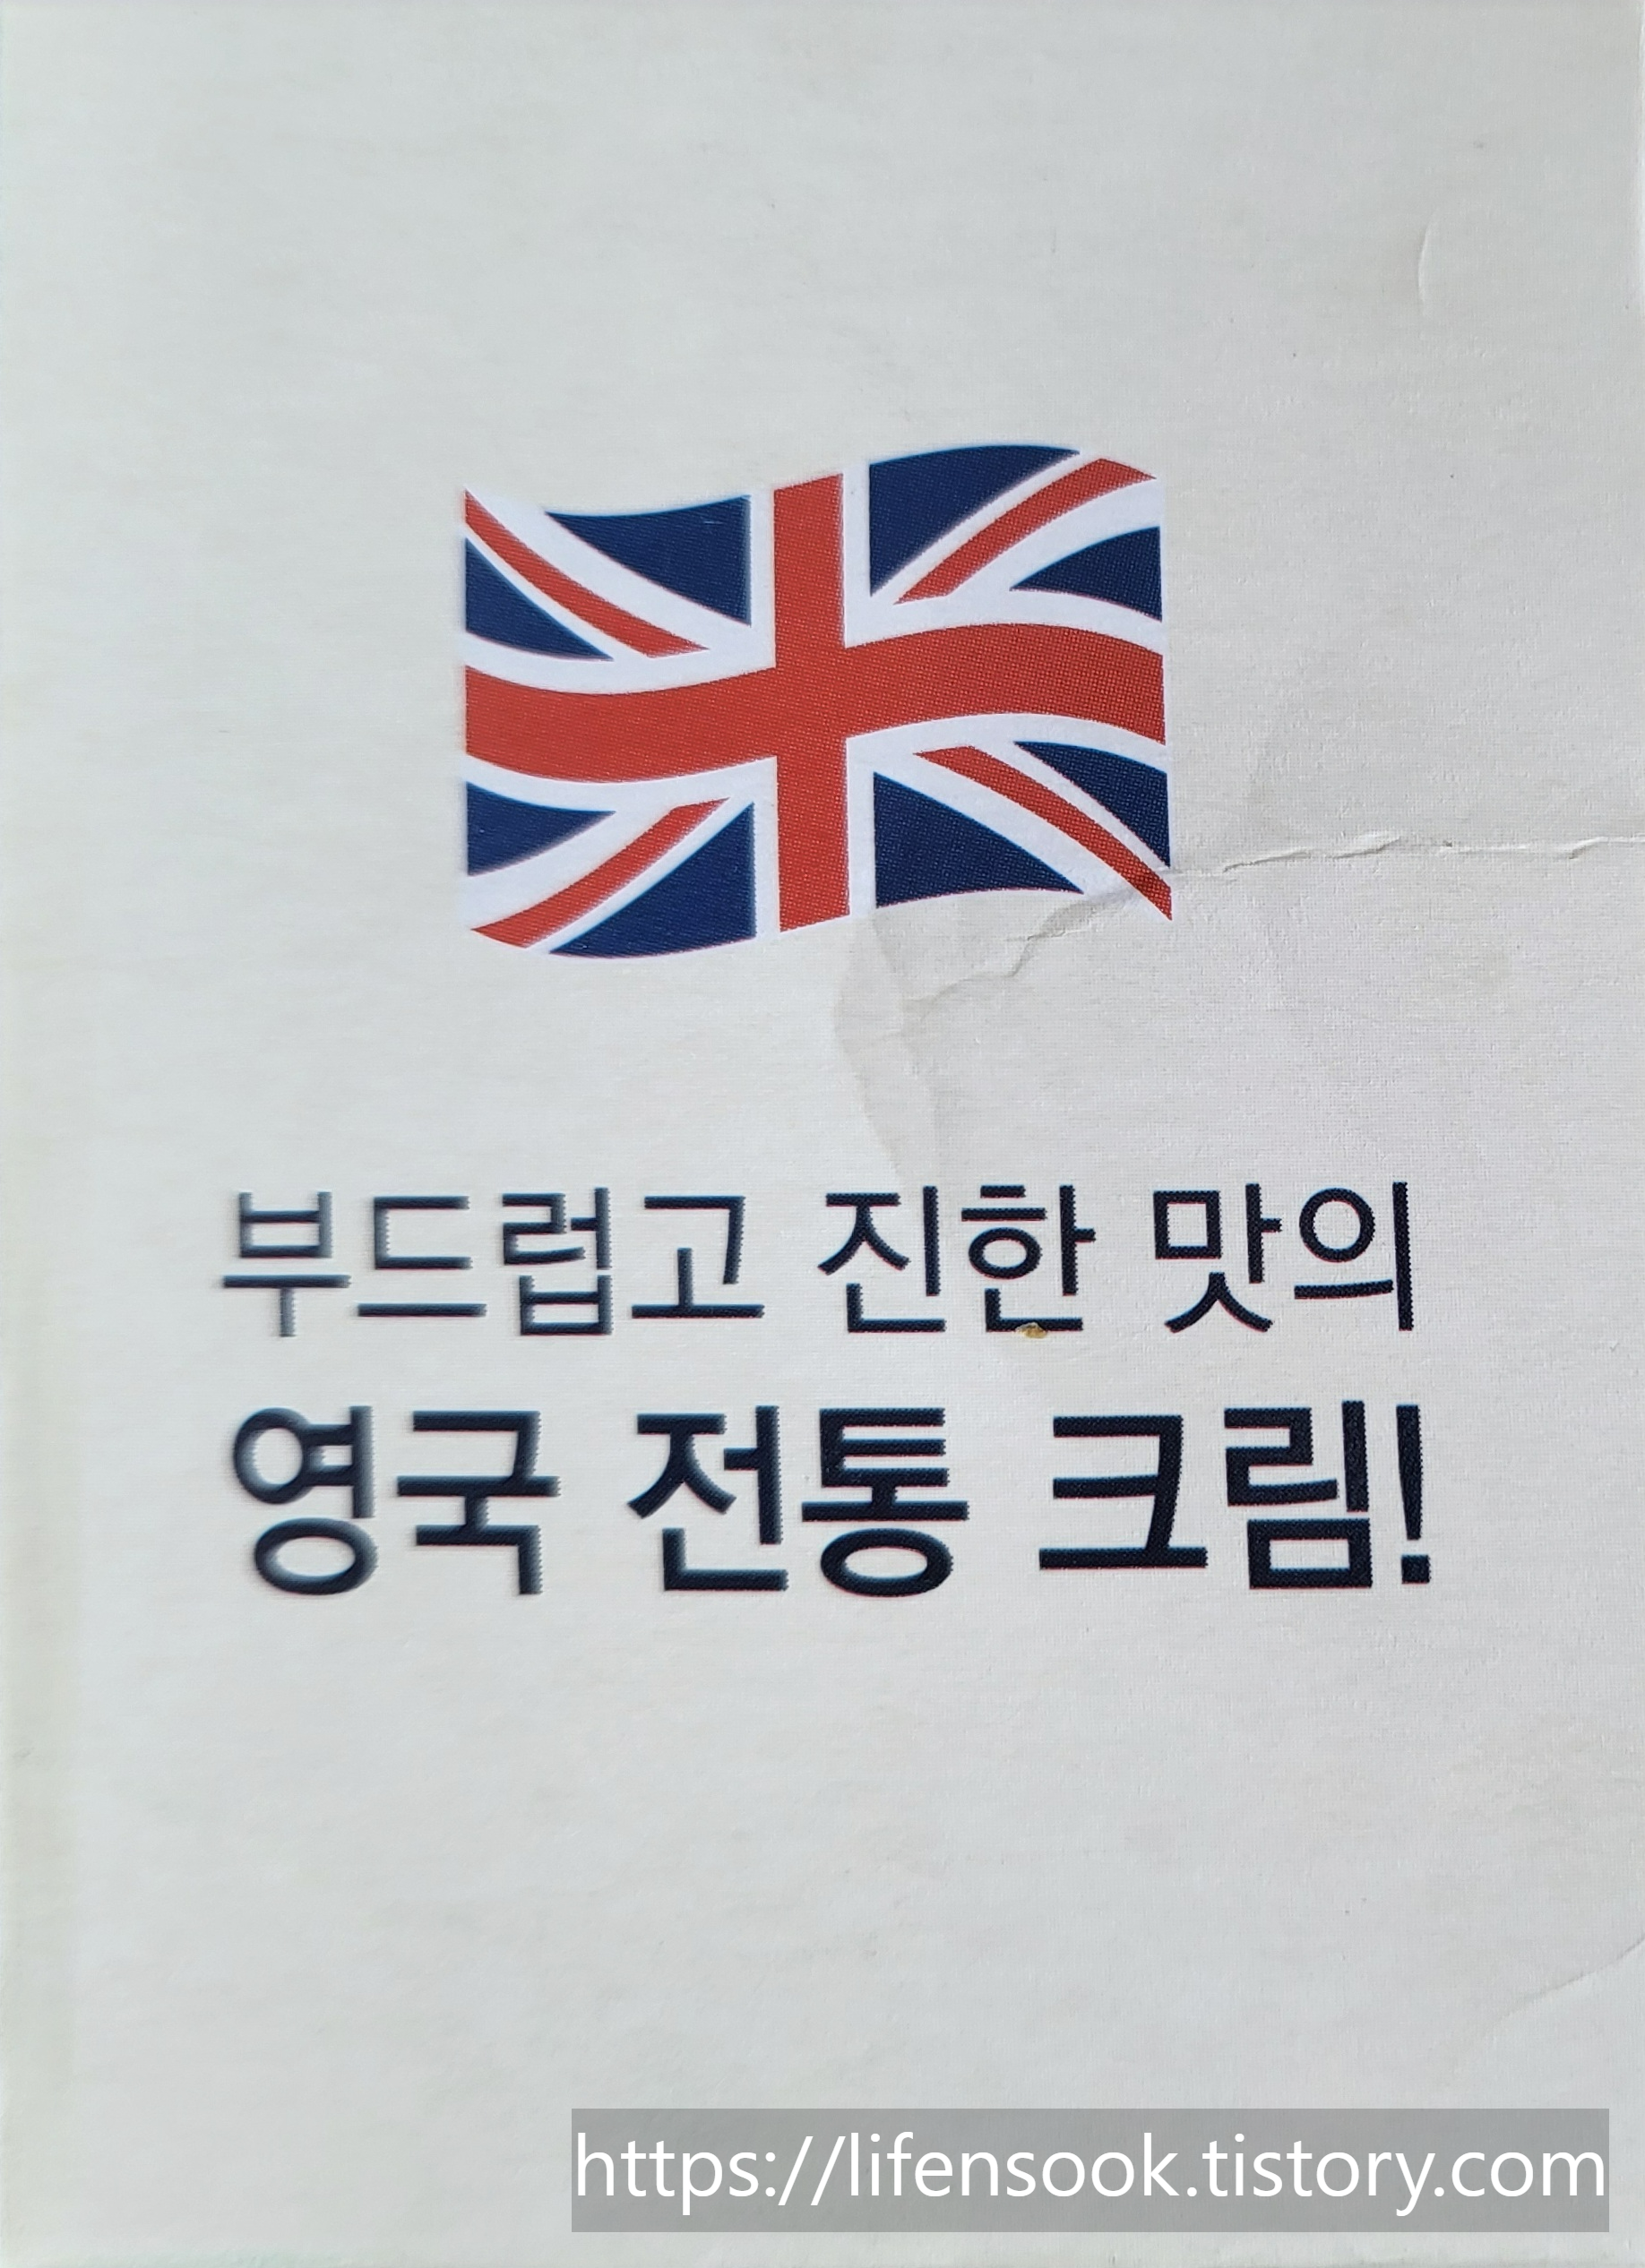 부드럽고 진한 맛의
영국 전통 크림!
https://lifensook.tistory.com